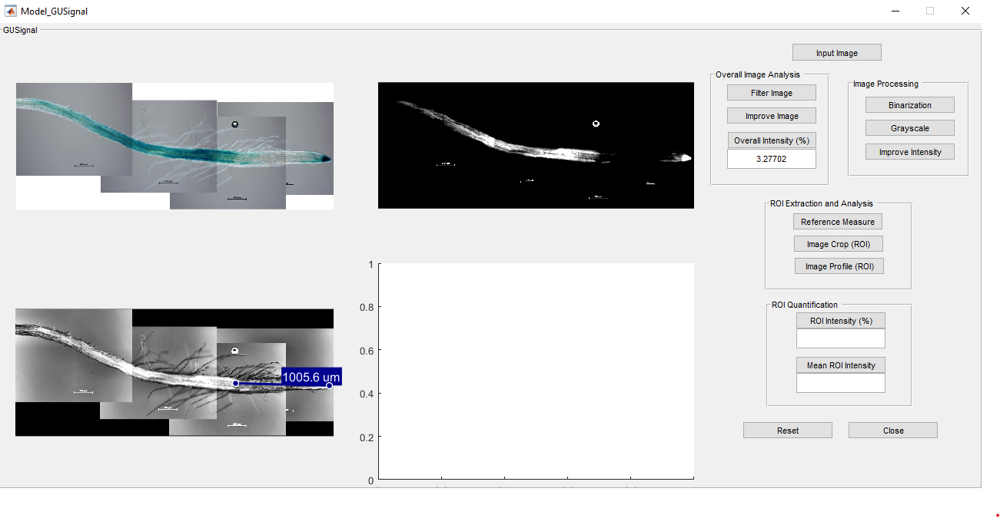 Model_GUSignal
GUSignal
Input Image
Overall Image Analysis
Filter Image
Improve Image
Overall Intensity (%)
3.27702
Image Processing
Binarization
Grayscale
Improve Intensity
ROI Extraction and Analysis
Reference Measure
Image Crop (ROI)
Image Profile (ROI)
1005.6 um
1
0.8
0.6
0.4
0.2
0
ROI Quantification
ROI Intensity (%)
Mean ROI Intensity
Reset
Close